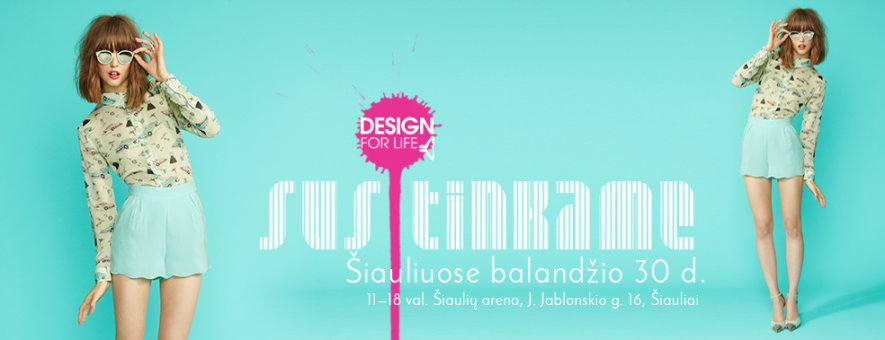 DESIGN
FOR LIFE
susitinkame
Šiauliuose balandžio 30 d.
11–18 val. Šiaulių arena, J. Jablonskio g. 16, Šiauliai